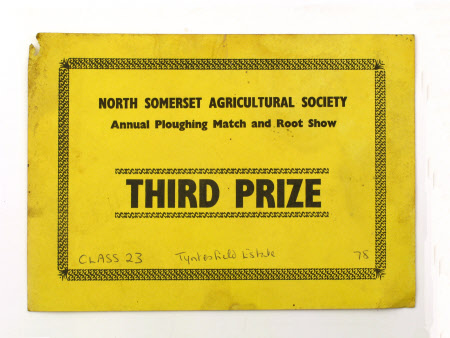 NORTH SOMERSET AGRICULTURAL SOCIETY
Annual Ploughing Match and Root Show
THIRD PRIZE
CLASS 23 Tyntesfield Estate 78